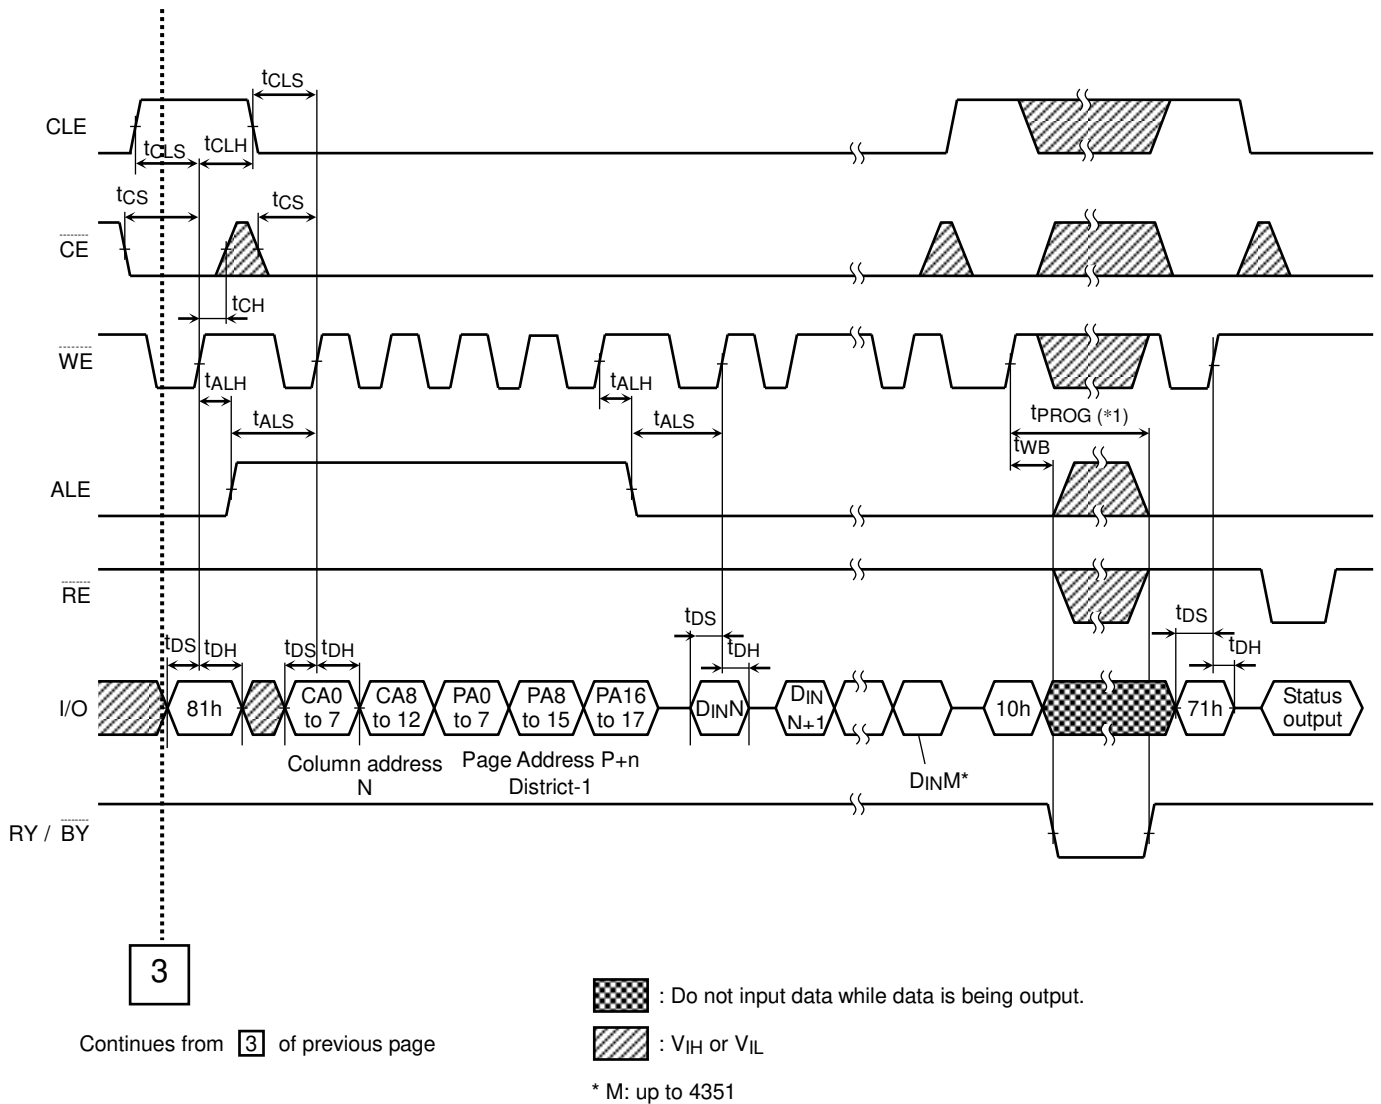 tCLS
CLE
tCLS tCLH
tCS tCS
CE
tCH
WE
tALH tALH
tALS tALS tPROG (*1)
tWB
ALE
RE
tDS tDH tDS tDH tDS tDH tDS tDH
I/O 81h CA0 to 7 CA8 to 12 PA0 to 7 PA8 to 15 PA16 to 17 DINN DIN N+1 10h 71h Status output
Column address N
Page Address P+n District-1
DINM*
RY / BY
3
: Do not input data while data is being output.
Continues from 3 of previous page
: VIH or VIL
* M: up to 4351